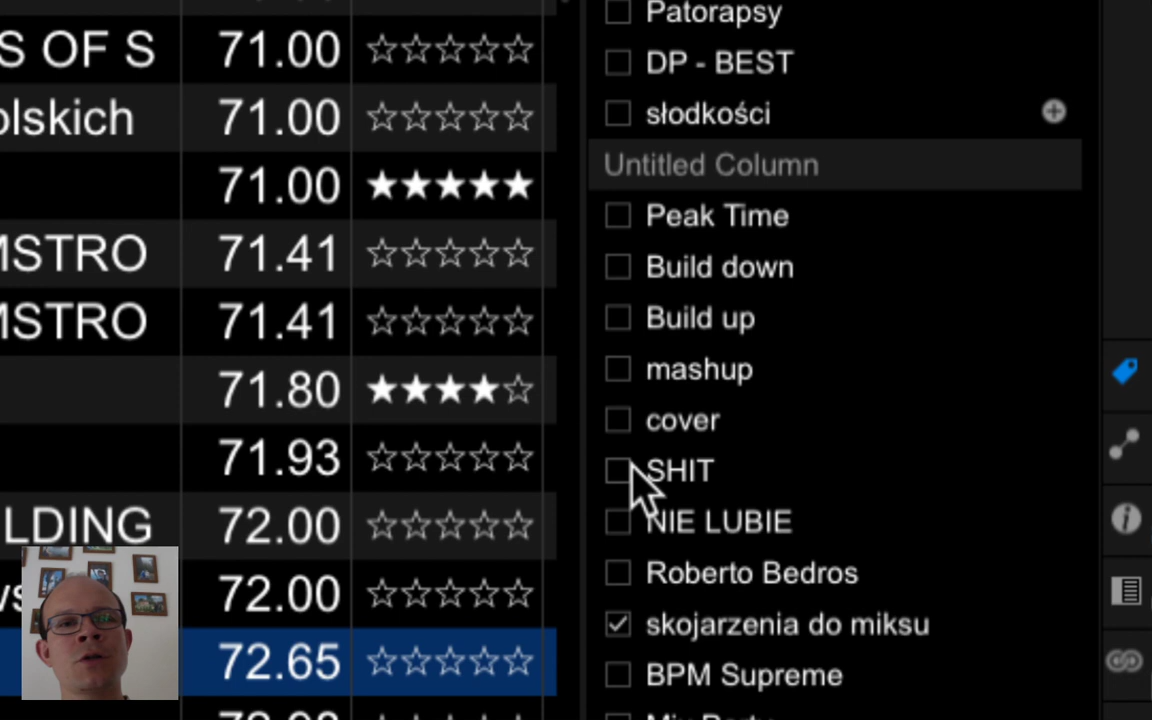 S OF S 71.00 ☆☆☆☆☆
olskich 71.00 ☆☆☆☆☆
71.00 ★★★★★
MSTRO 71.41 ☆☆☆☆☆
MSTRO 71.41 ☆☆☆☆☆
71.80 ★★★★☆
71.93 ☆☆☆☆☆
LDING 72.00 ☆☆☆☆☆
ws 72.00 ☆☆☆☆☆
72.65 ☆☆☆☆☆
Patorapsy
DP - BEST
słodkości
Untitled Column
Peak Time
Build down
Build up
mashup
cover
SHIT
NIE LUBIE
Roberto Bedros
skojarzenia do miksu
BPM Supreme